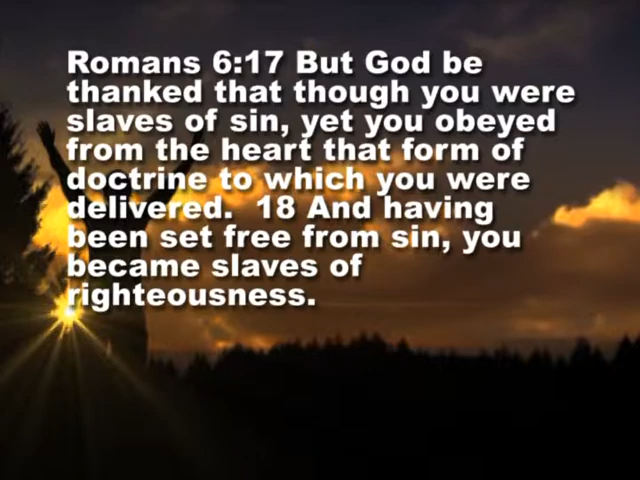 Romans 6:17 But God be
thanked that though you were
slaves of sin, yet you obeyed
from the heart that form of
doctrine to which you were
delivered.  18 And having
been set free from sin, you
became slaves of
righteousness.